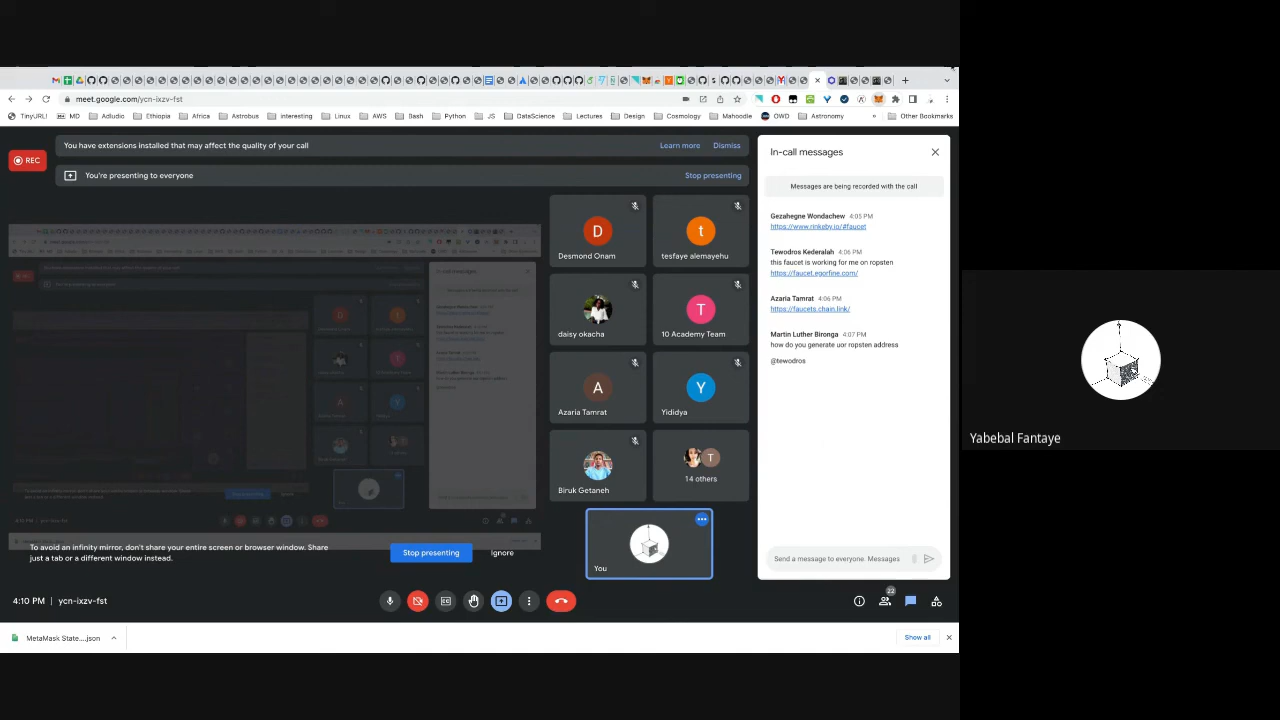 meet.google.com/ycn-ixzv-fst
TinyURL!
MD
Adludio
Ethiopia
Africa
Astrobus
interesting
Linux
AWS
Bash
Python
JS
DataScience
Lectures
Design
Cosmology
Mahoodle
OWD
Astronomy
»
Other Bookmarks
REC
You have extensions installed that may affect the quality of your call
Learn more
Dismiss
You're presenting to everyone
Stop presenting
D
Desmond Onam
t
tesfaye alemayehu
daisy okacha
T
10 Academy Team
A
Azaria Tamrat
Y
Yididya
Biruk Getaneh
T
14 others
You
To avoid an infinity mirror, don't share your entire screen or browser window. Share
just a tab or a different window instead.
Stop presenting
Ignore
In-call messages
Messages are being recorded with the call
Gezahegne Wondachew 4:05 PM
https://www.rinkeby.io/#faucet
Tewodros Kederalah 4:06 PM
this faucet is working for me on ropsten
https://faucet.egorfine.com/
Azaria Tamrat 4:06 PM
https://faucets.chain.link/
Martin Luther Bironga 4:07 PM
how do you generate uor ropsten address
@tewodros
Send a message to everyone. Messages
4:10 PM | ycn-ixzv-fst
22
MetaMask State....json
Show all
Yabebal Fantaye